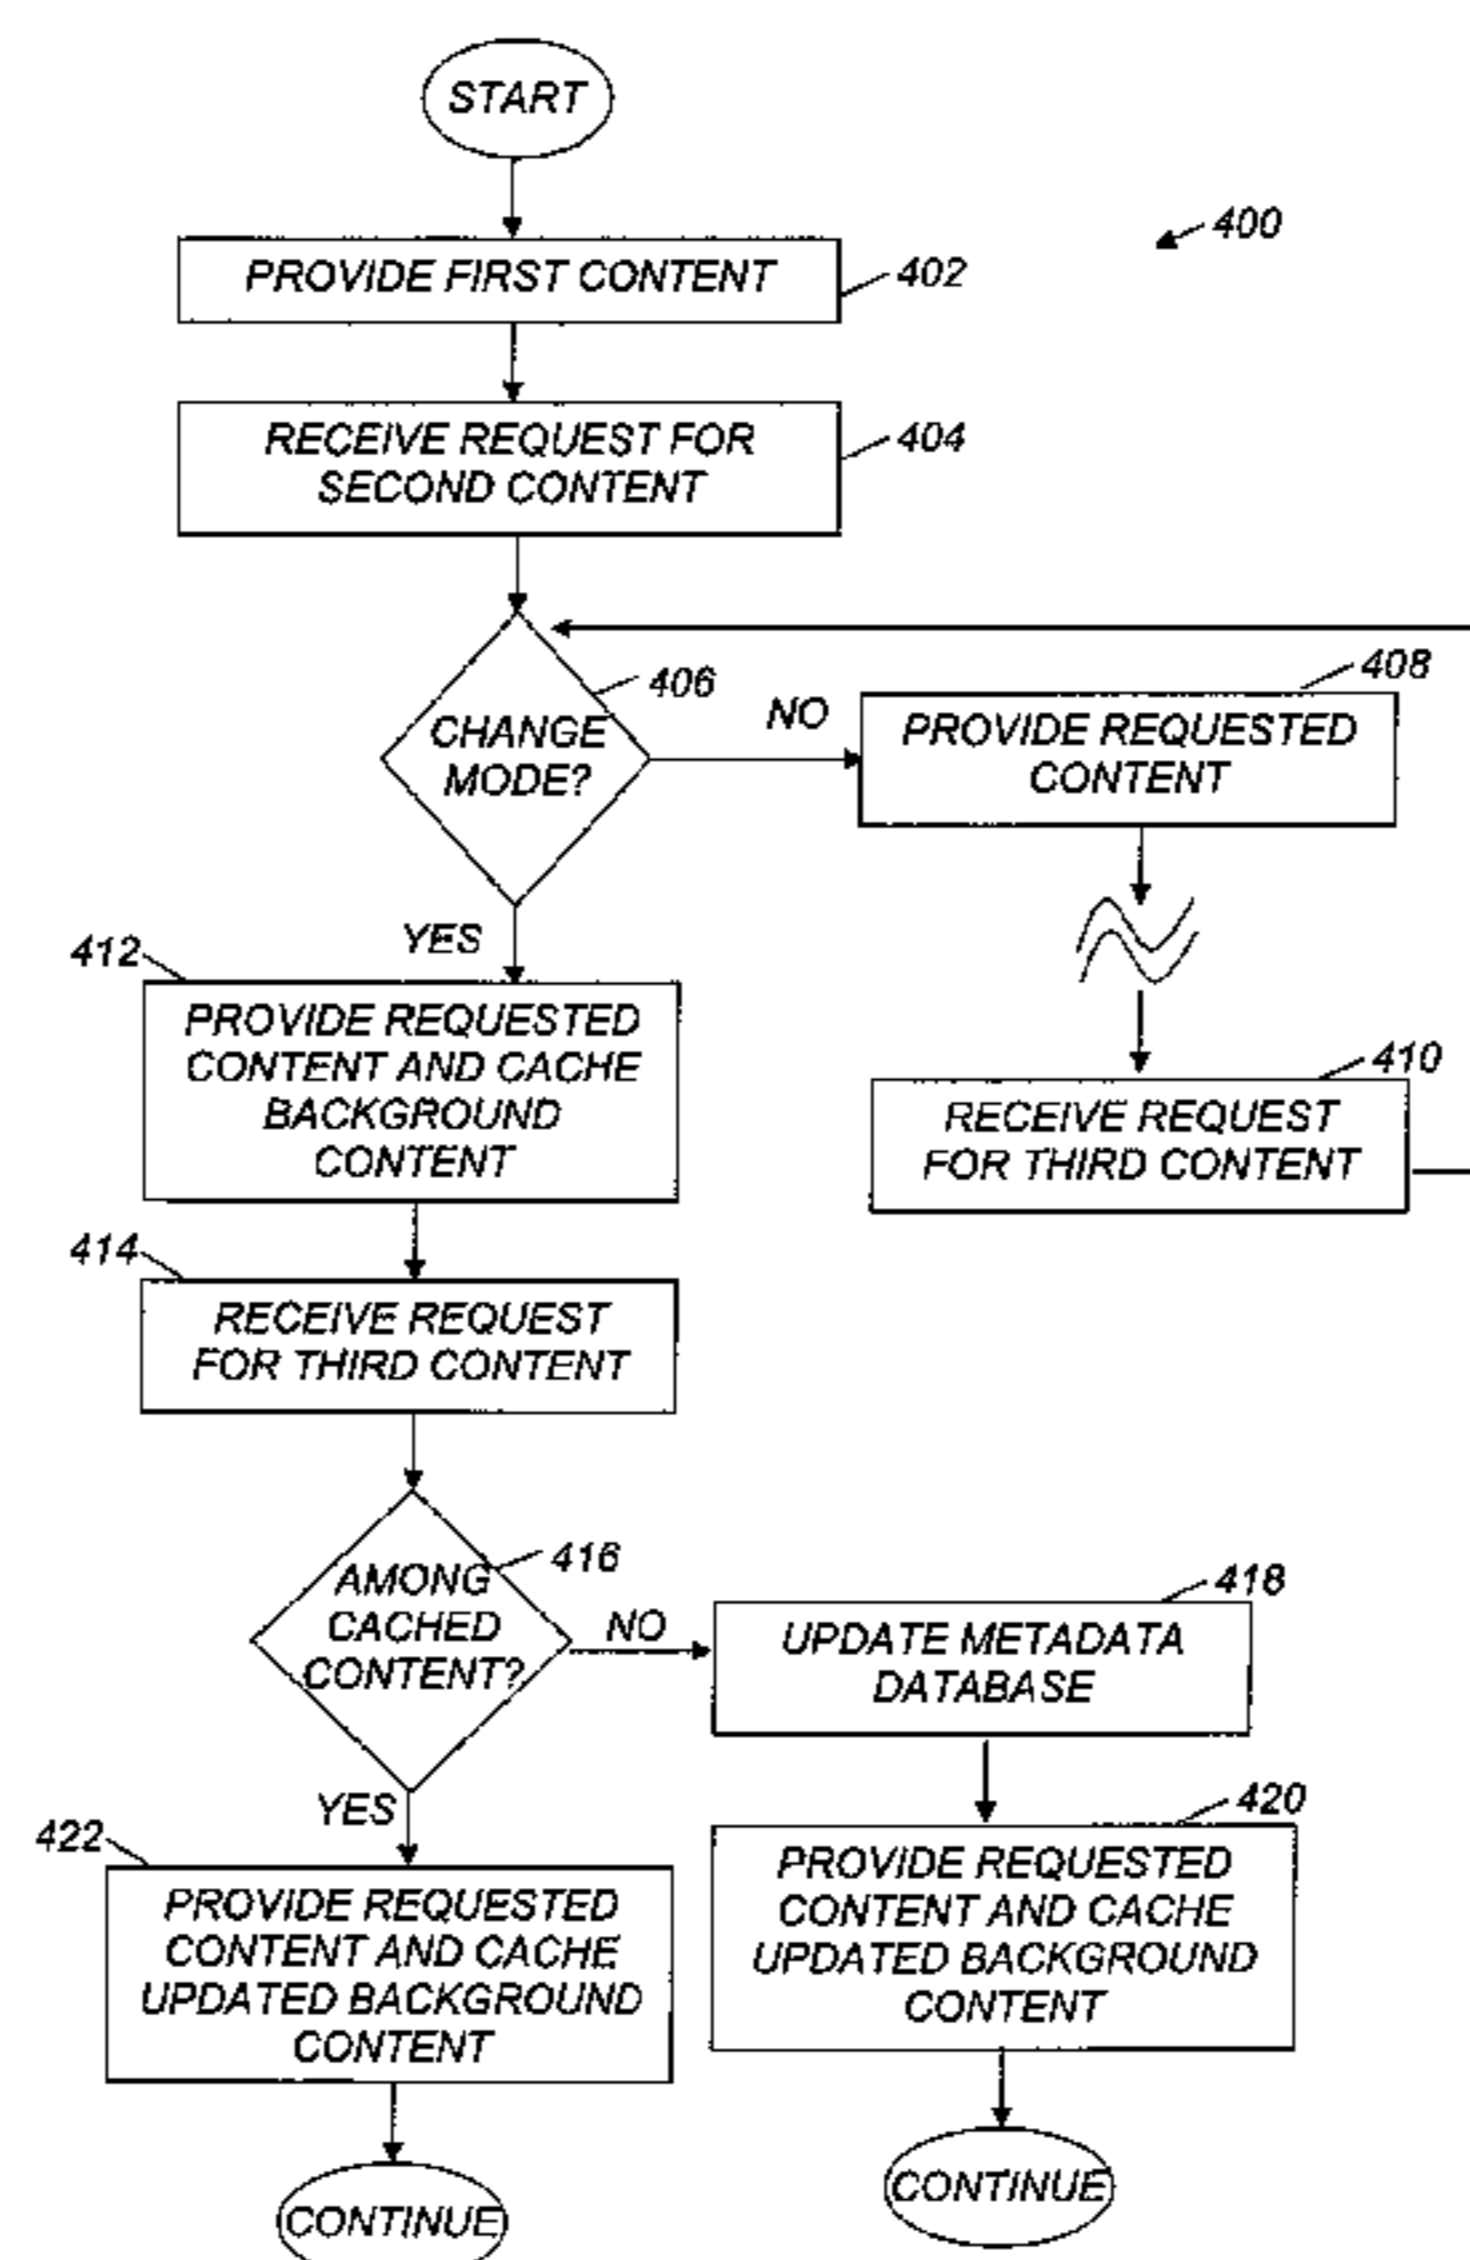 START
400
PROVIDE FIRST CONTENT
402
RECEIVE REQUEST FOR
SECOND CONTENT
404
406
CHANGE
MODE?
NO
408
PROVIDE REQUESTED
CONTENT
YES
412
PROVIDE REQUESTED
CONTENT AND CACHE
BACKGROUND
CONTENT
410
RECEIVE REQUEST
FOR THIRD CONTENT
414
RECEIVE REQUEST
FOR THIRD CONTENT
416
AMONG
CACHED
CONTENT?
NO
418
UPDATE METADATA
DATABASE
YES
422
PROVIDE REQUESTED
CONTENT AND CACHE
UPDATED BACKGROUND
CONTENT
420
PROVIDE REQUESTED
CONTENT AND CACHE
UPDATED BACKGROUND
CONTENT
CONTINUE
CONTINUE